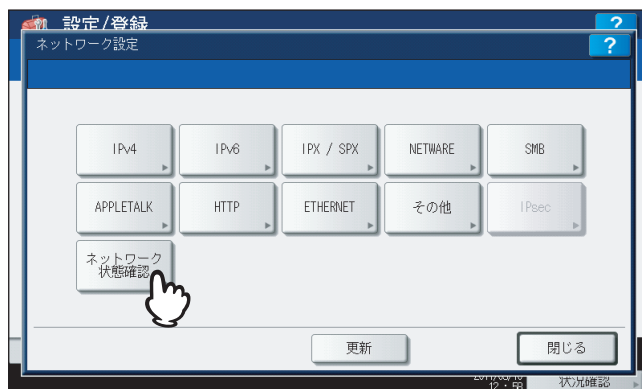 設定/登録
?
ネットワーク設定
?
IPv4
IPv6
IPX / SPX
NETWARE
SMB
APPLETALK
HTTP
ETHERNET
その他
IPsec
ネットワーク
状態確認
更新
閉じる
12:58
状況確認